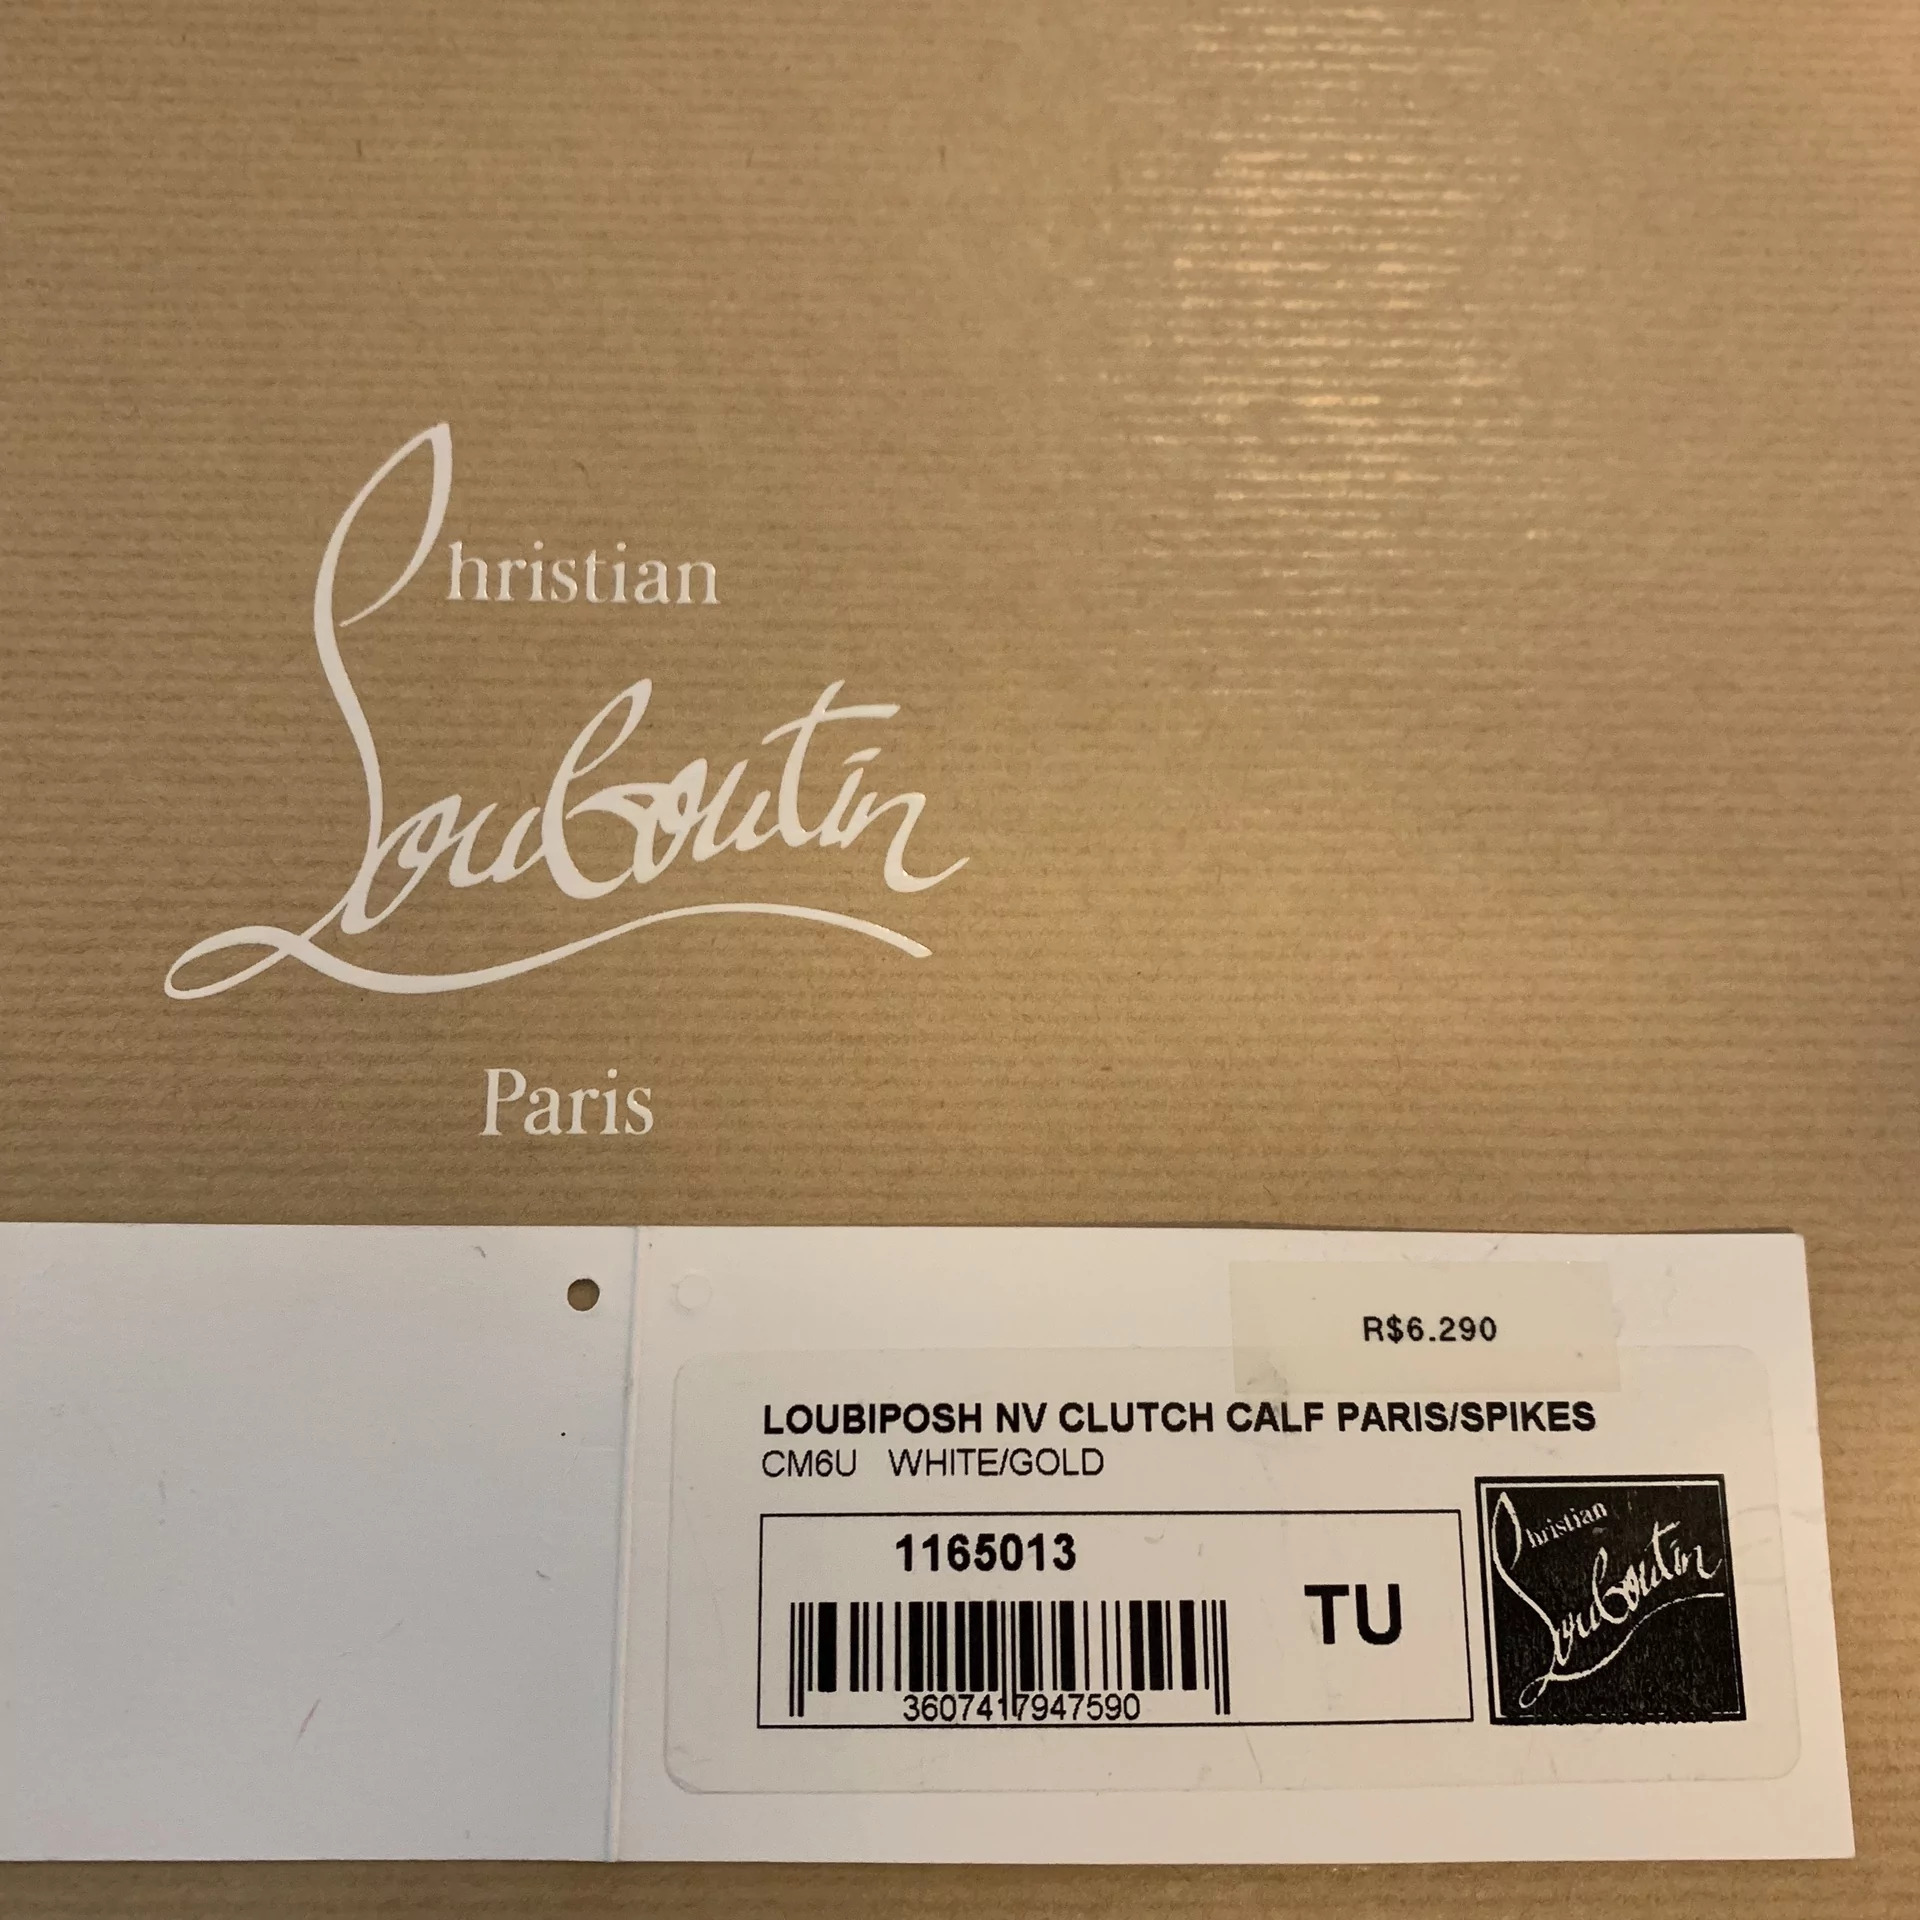 Christian
Louboutin
Paris
R$6.290
LOUBIPOSH NV CLUTCH CALF PARIS/SPIKES
CM6U WHITE/GOLD
1165013
TU
3607417947590
Christian
Louboutin